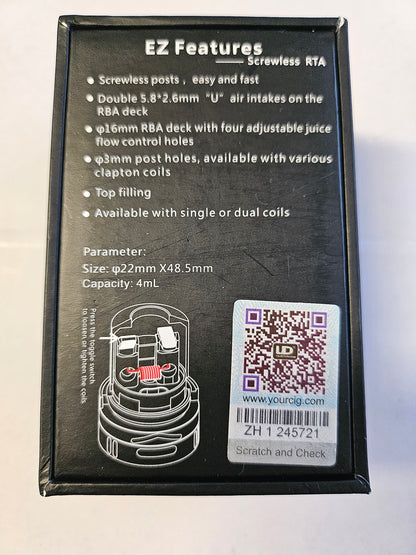 EZ Features
Screwless RTA
Screwless posts , easy and fast
Double 5.8*2.6mm "U" air intakes on the
RBA deck
φ16mm RBA deck with four adjustable juice
flow control holes
φ3mm post holes, available with various
clapton coils
Top filling
Available with single or dual coils
Parameter:
Size: φ22mm X48.5mm
Capacity: 4mL
Press the toggle switch
to loosen or tighten the coils.
LD
www.yourcig.com
ZH 1 245721
Scratch and Check